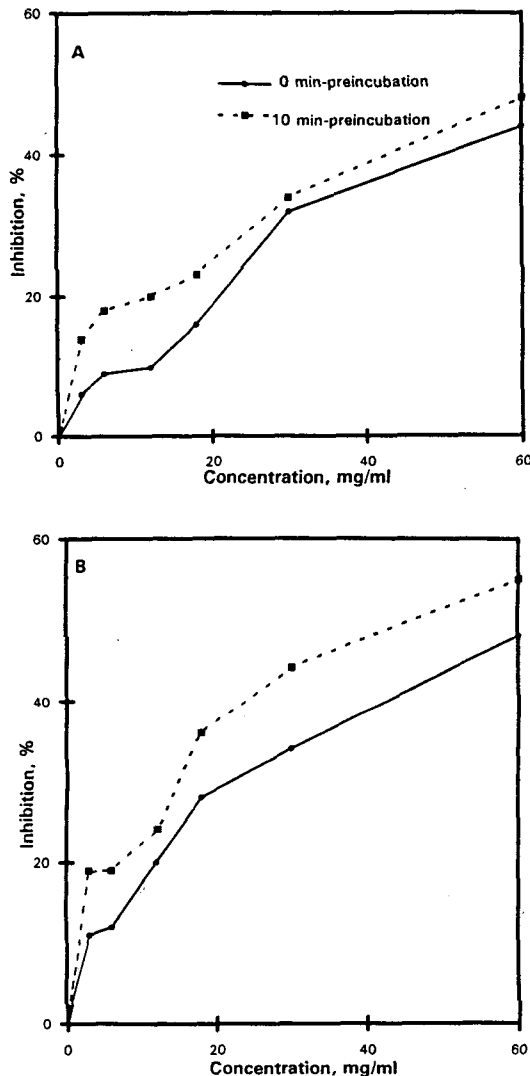 60
A
0 min-preincubation
10 min-preincubation
40
Inhibition, %
20
0
0 20 40 60
Concentration, mg/ml
60
B
40
Inhibition, %
20
0
0 20 40 60
Concentration, mg/ml